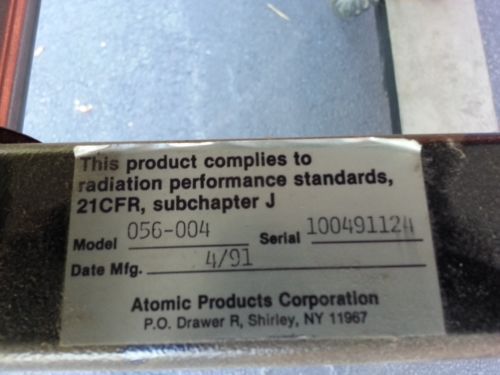 This product complies to
radiation performance standards,
21CFR, subchapter J
Model 056-004 Serial 100491124
Date Mfg. 4/91
Atomic Products Corporation
P.O. Drawer R, Shirley, NY 11967